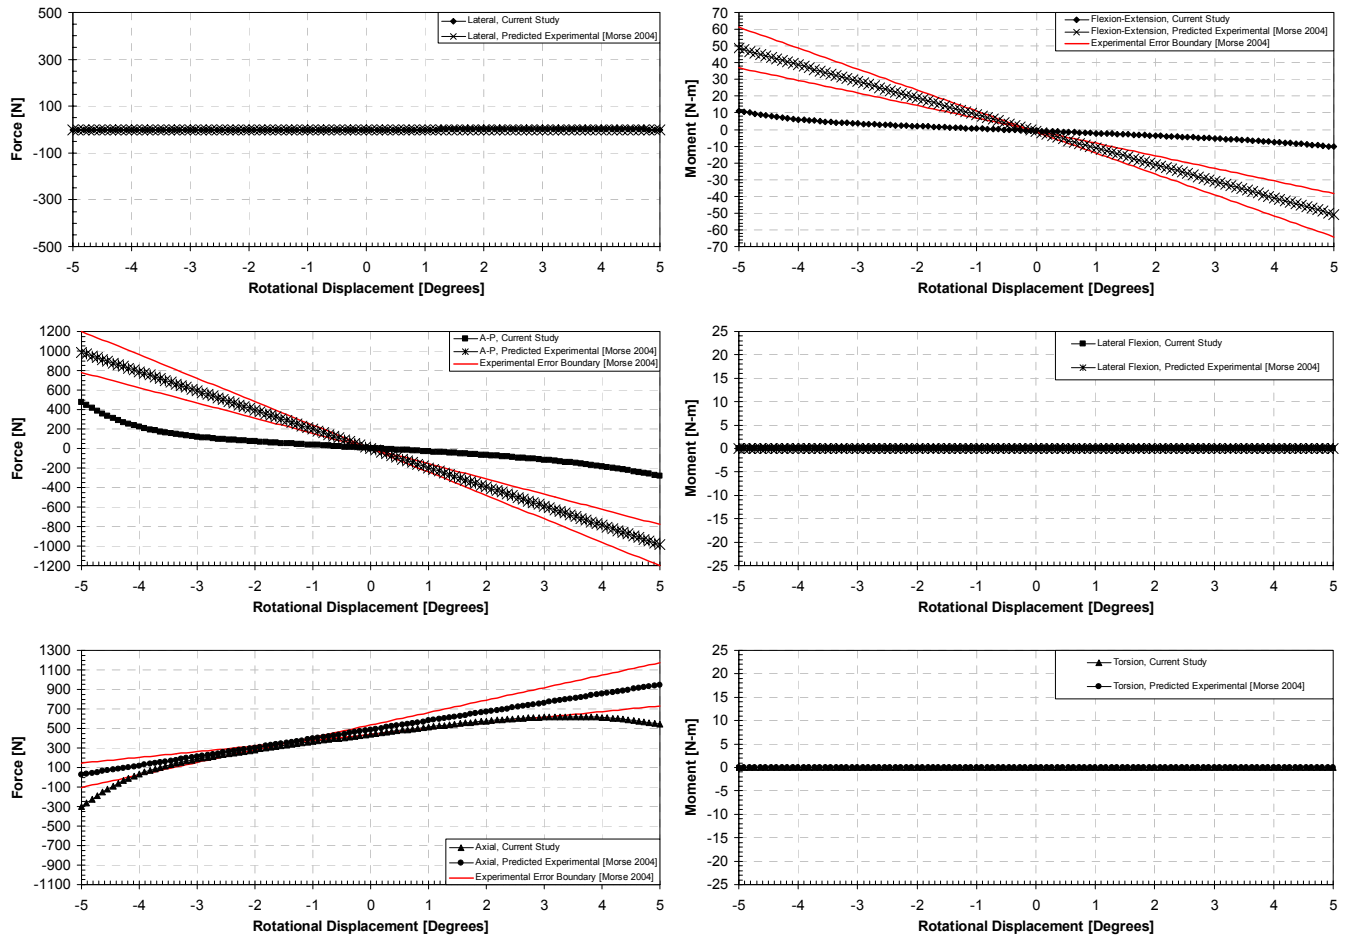 500
300
100
-100
-300
-500
Force [N]
-5 -4 -3 -2 -1 0 1 2 3 4 5
Rotational Displacement [Degrees]
Lateral, Current Study
Lateral, Predicted Experimental [Morse 2004]
70
60
50
40
30
20
10
0
-10
-20
-30
-40
-50
-60
-70
Moment [N-m]
-5 -4 -3 -2 -1 0 1 2 3 4 5
Rotational Displacement [Degrees]
Flexion-Extension, Current Study
Flexion-Extension, Predicted Experimental [Morse 2004]
Experimental Error Boundary [Morse 2004]
1200
1000
800
600
400
200
0
-200
-400
-600
-800
-1000
-1200
Force [N]
-5 -4 -3 -2 -1 0 1 2 3 4 5
Rotational Displacement [Degrees]
A-P, Current Study
A-P, Predicted Experimental [Morse 2004]
Experimental Error Boundary [Morse 2004]
25
20
15
10
5
0
-5
-10
-15
-20
-25
Moment [N-m]
-5 -4 -3 -2 -1 0 1 2 3 4 5
Rotational Displacement [Degrees]
Lateral Flexion, Current Study
Lateral Flexion, Predicted Experimental [Morse 2004]
1300
1100
900
700
500
300
100
-100
-300
-500
-700
-900
-1100
Force [N]
-5 -4 -3 -2 -1 0 1 2 3 4 5
Rotational Displacement [Degrees]
Axial, Current Study
Axial, Predicted Experimental [Morse 2004]
Experimental Error Boundary [Morse 2004]
25
20
15
10
5
0
-5
-10
-15
-20
-25
Moment [N-m]
-5 -4 -3 -2 -1 0 1 2 3 4 5
Rotational Displacement [Degrees]
Torsion, Current Study
Torsion, Predicted Experimental [Morse 2004]